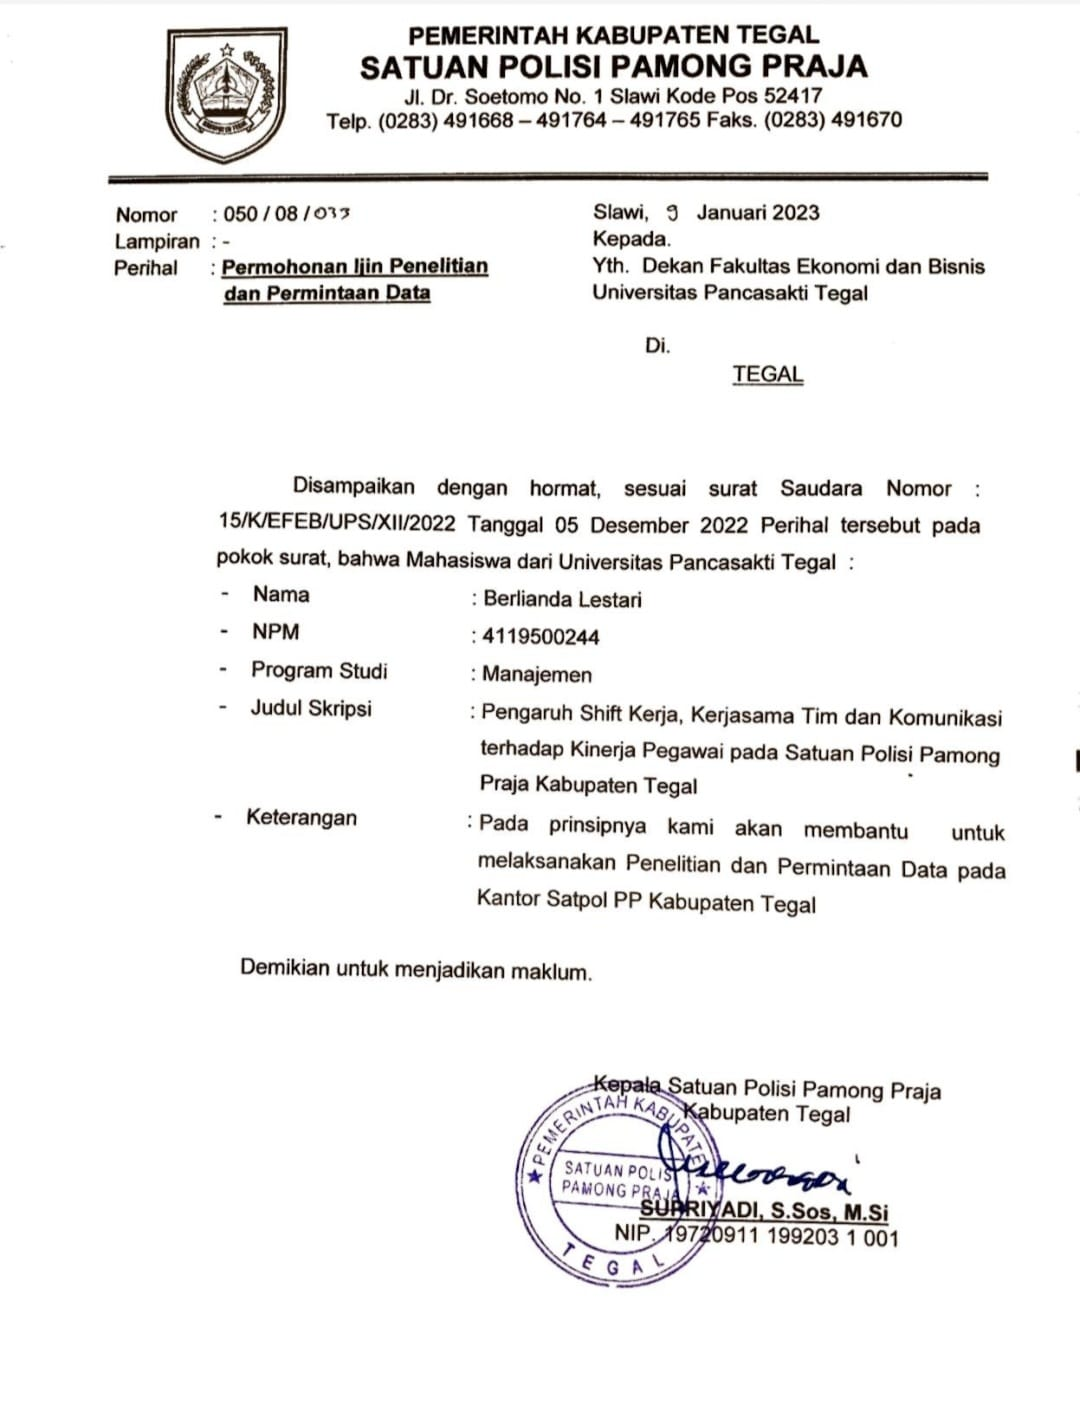 PEMERINTAH KABUPATEN TEGAL
SATUAN POLISI PAMONG PRAJA
Jl. Dr. Soetomo No. 1 Slawi Kode Pos 52417
Telp. (0283) 491668 – 491764 – 491765 Faks. (0283) 491670
Nomor : 050 / 08 / 033
Lampiran : -
Perihal : Permohonan Ijin Penelitian
dan Permintaan Data
Slawi, 9 Januari 2023
Kepada.
Yth. Dekan Fakultas Ekonomi dan Bisnis
Universitas Pancasakti Tegal
Di.
TEGAL
Disampaikan dengan hormat, sesuai surat Saudara Nomor :
15/K/EFEB/UPS/XII/2022 Tanggal 05 Desember 2022 Perihal tersebut pada
pokok surat, bahwa Mahasiswa dari Universitas Pancasakti Tegal :
- Nama : Berlianda Lestari
- NPM : 4119500244
- Program Studi : Manajemen
- Judul Skripsi : Pengaruh Shift Kerja, Kerjasama Tim dan Komunikasi
terhadap Kinerja Pegawai pada Satuan Polisi Pamong
Praja Kabupaten Tegal
- Keterangan : Pada prinsipnya kami akan membantu untuk
melaksanakan Penelitian dan Permintaan Data pada
Kantor Satpol PP Kabupaten Tegal
Demikian untuk menjadikan maklum.
Kepala Satuan Polisi Pamong Praja
Kabupaten Tegal
PEMERINTAH KABUPATEN
SATUAN POLISI
PAMONG PRAJA
TEGAL
SUPRIYADI, S.Sos, M.Si
NIP. 19720911 199203 1 001